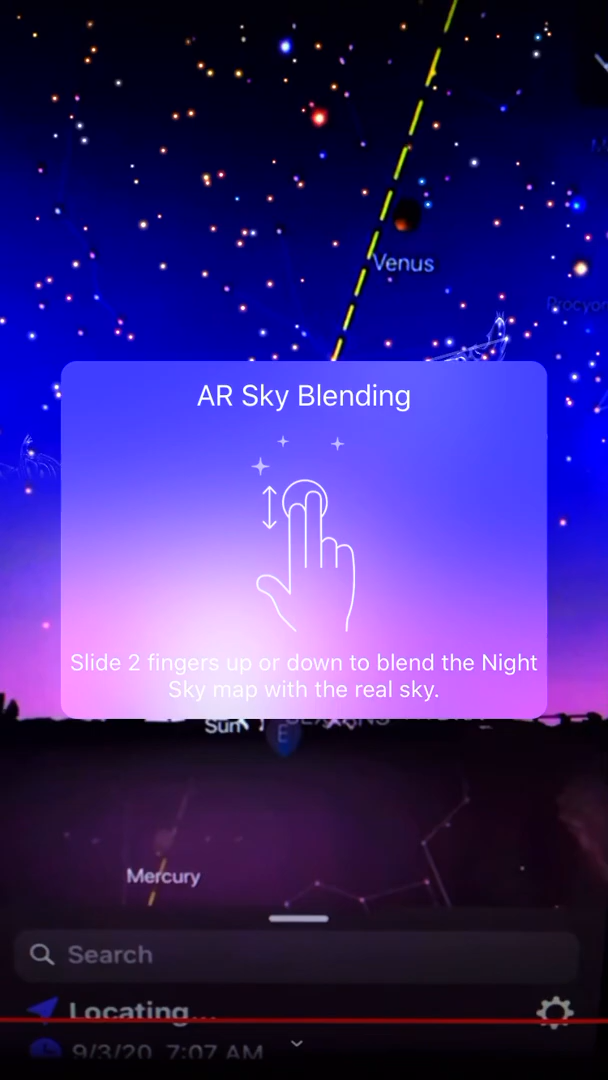 Venus
Procyon
AR Sky Blending
Slide 2 fingers up or down to blend the Night
Sky map with the real sky.
Sun
E
Mercury
Search
Locating...
9/3/20 7:07 AM